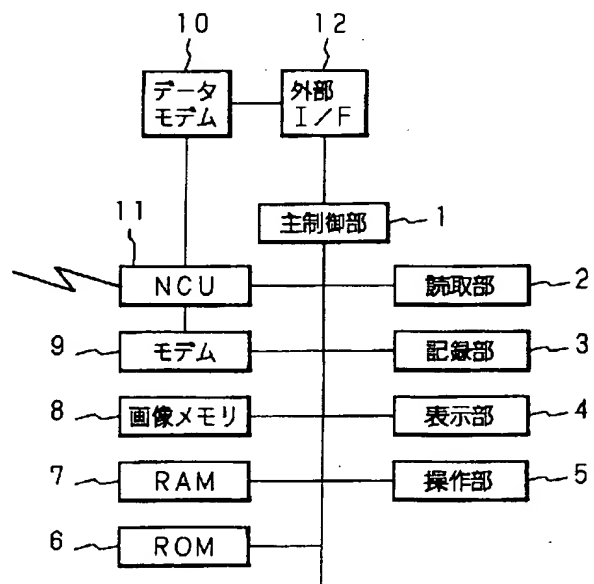 10
12
データ
モデム
外部
I/F
主制御部
1
11
NCU
読取部
2
9
モデム
記録部
3
8
画像メモリ
表示部
4
7
RAM
操作部
5
6
ROM